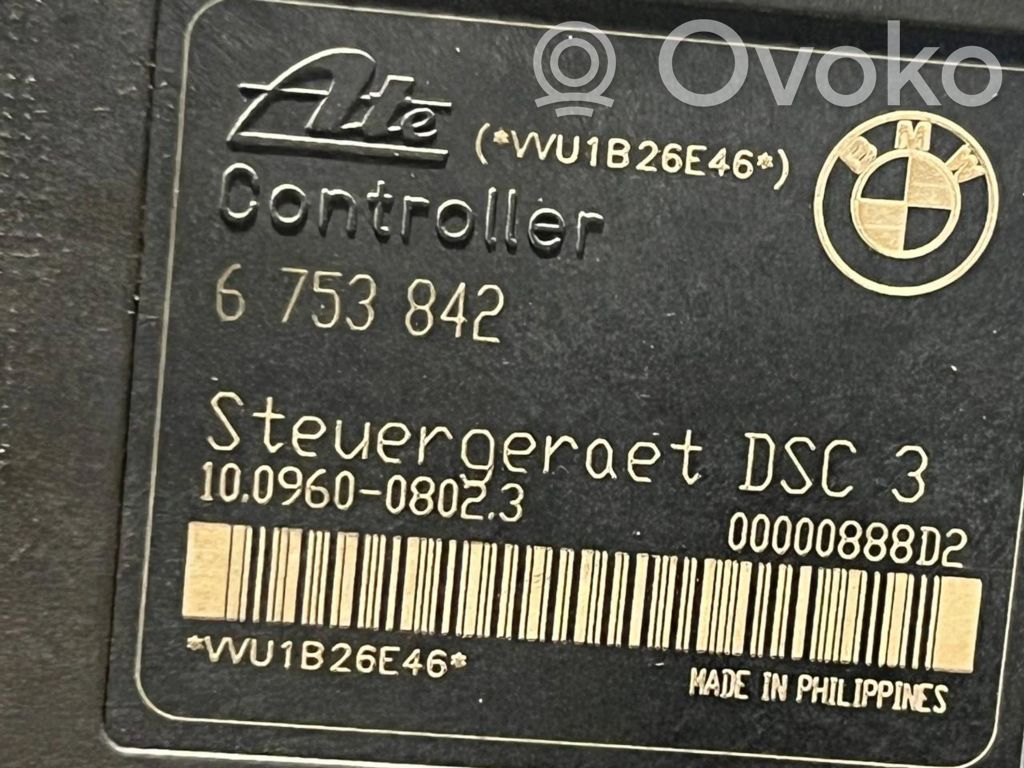 Ovoko
Ate
(*VVU1B26E46*)
BMW
Controller
6 753 842
Steuergeraet DSC 3
10.0960-0802.3
00000888D2
*VVU1B26E46*
MADE IN PHILIPPINES